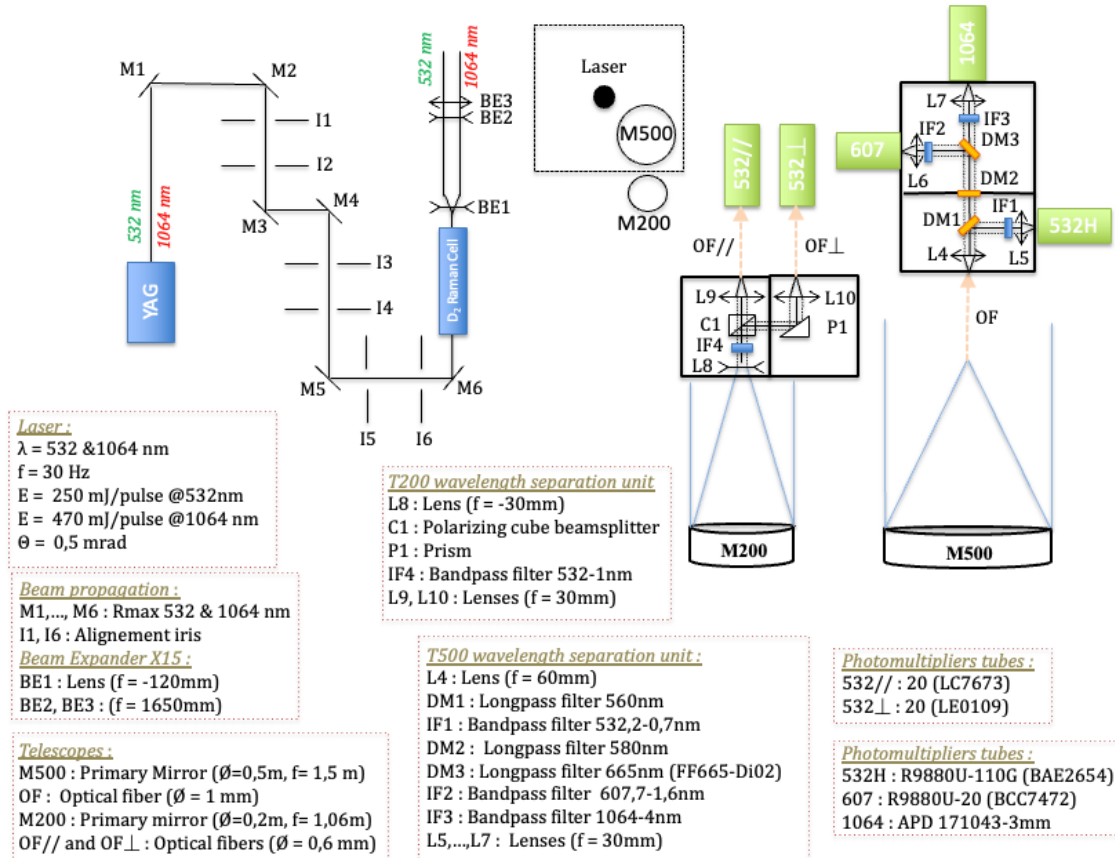 M1
M2
I1
I2
M3
M4
532 nm
1064 nm
YAG
I3
I4
M5
M6
I5
I6
532 nm
1064 nm
BE3
BE2
BE1
D2 Raman Cell
Laser
M500
M200
532//
532⊥
OF//
OF⊥
L9
L10
C1
P1
IF4
L8
M200
1064
L7
IF3
IF2
607
DM3
L6
DM2
IF1
DM1
532H
L4
L5
OF
M500
Laser :
λ = 532 &1064 nm
f = 30 Hz
E = 250 mJ/pulse @532nm
E = 470 mJ/pulse @1064 nm
Θ = 0,5 mrad
Beam propagation :
M1,..., M6 : Rmax 532 & 1064 nm
I1, I6 : Alignement iris
Beam Expander X15 :
BE1 : Lens (f = -120mm)
BE2, BE3 : (f = 1650mm)
Telescopes :
M500 : Primary Mirror (Ø=0,5m, f= 1,5 m)
OF : Optical fiber (Ø = 1 mm)
M200 : Primary mirror (Ø=0,2m, f = 1,06m)
OF// and OF⊥ : Optical fibers (Ø = 0,6 mm)
T200 wavelength separation unit
L8 : Lens (f = -30mm)
C1 : Polarizing cube beamsplitter
P1 : Prism
IF4 : Bandpass filter 532-1nm
L9, L10 : Lenses (f = 30mm)
T500 wavelength separation unit :
L4 : Lens (f = 60mm)
DM1 : Longpass filter 560nm
IF1 : Bandpass filter 532,2-0,7nm
DM2 : Longpass filter 580nm
DM3 : Longpass filter 665nm (FF665-Di02)
IF2 : Bandpass filter 607,7-1,6nm
IF3 : Bandpass filter 1064-4nm
L5,...,L7 : Lenses (f = 30mm)
Photomultipliers tubes :
532// : 20 (LC7673)
532⊥ : 20 (LE0109)
Photomultipliers tubes :
532H : R9880U-110G (BAE2654)
607 : R9880U-20 (BCC7472)
1064 : APD 171043-3mm